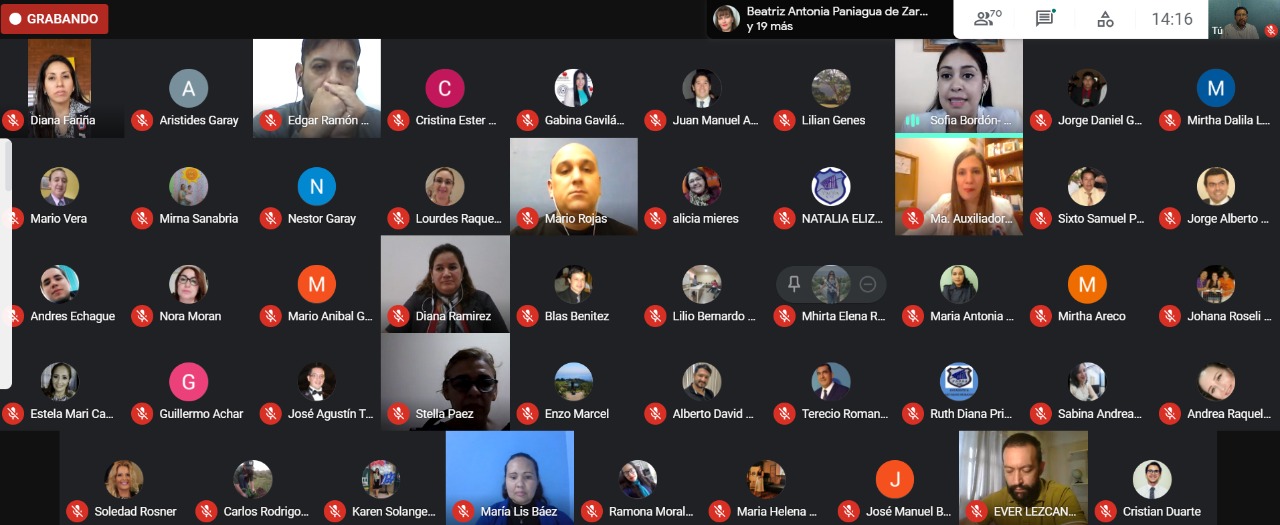 GRABANDO
Beatriz Antonia Paniagua de Zar...
y 19 más
70
14:16
Tú
Diana Fariña
A
Aristides Garay
Edgar Ramón ...
C
Cristina Ester ...
Gabina Gavilá...
Juan Manuel A...
Lilian Genes
Sofia Bordón- ...
Jorge Daniel G...
M
Mirtha Dalila L...
Mario Vera
Mirna Sanabria
N
Nestor Garay
Lourdes Raque...
Mario Rojas
alicia mieres
NATALIA ELIZ...
Ma. Auxiliador...
Sixto Samuel P...
Jorge Alberto ...
Andres Echague
Nora Moran
M
Mario Anibal G...
Diana Ramirez
Blas Benitez
Lilio Bernardo ...
Mhirta Elena R...
Maria Antonia ...
M
Mirtha Areco
Johana Roseli ...
Estela Mari Ca...
G
Guillermo Achar
José Agustín T...
Stella Paez
Enzo Marcel
Alberto David ...
Terecio Roman...
Ruth Diana Pri...
Sabina Andrea...
Andrea Raquel...
Soledad Rosner
Carlos Rodrigo...
Karen Solange...
María Lis Báez
Ramona Moral...
Maria Helena ...
J
José Manuel B...
EVER LEZCAN...
Cristian Duarte